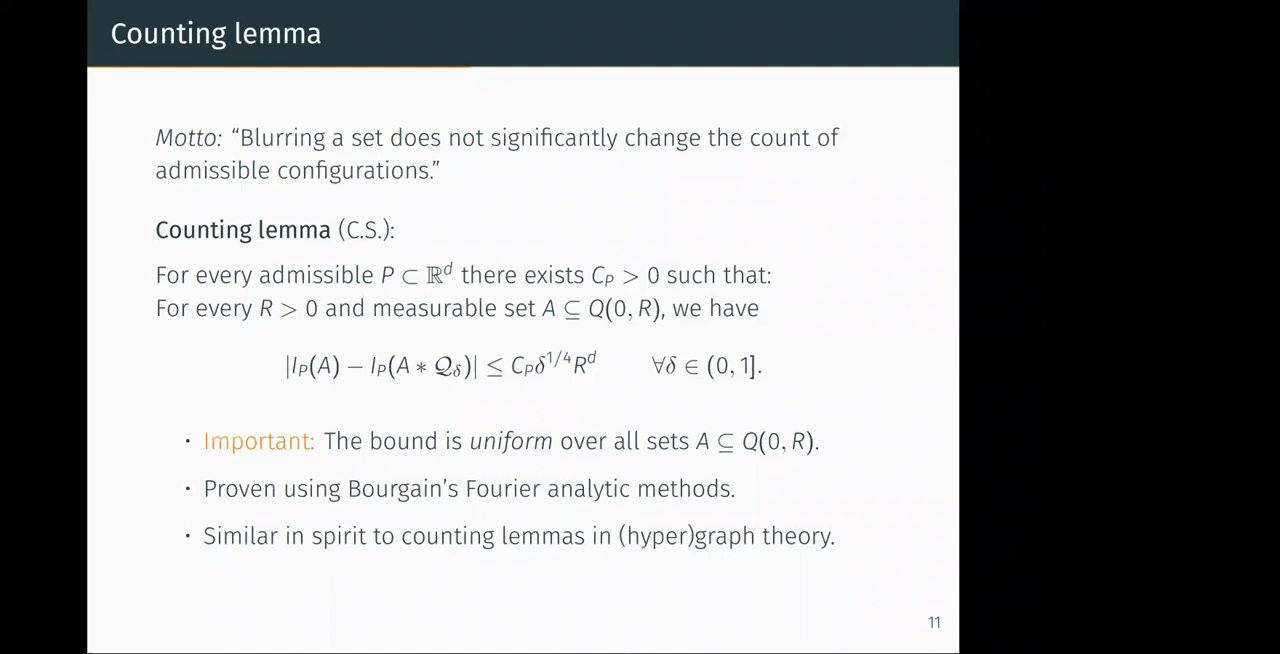 Counting lemma
Motto: “Blurring a set does not significantly change the count of
admissible configurations.”
Counting lemma (C.S.):
For every admissible P ⊂ ℝᵈ there exists C_P > 0 such that:
For every R > 0 and measurable set A ⊆ Q(0, R), we have
|I_P(A) − I_P(A ∗ 𝒬_δ)| ≤ C_P δ^{1/4} R^d ∀δ ∈ (0, 1].
· Important: The bound is uniform over all sets A ⊆ Q(0, R).
· Proven using Bourgain’s Fourier analytic methods.
· Similar in spirit to counting lemmas in (hyper)graph theory.
11